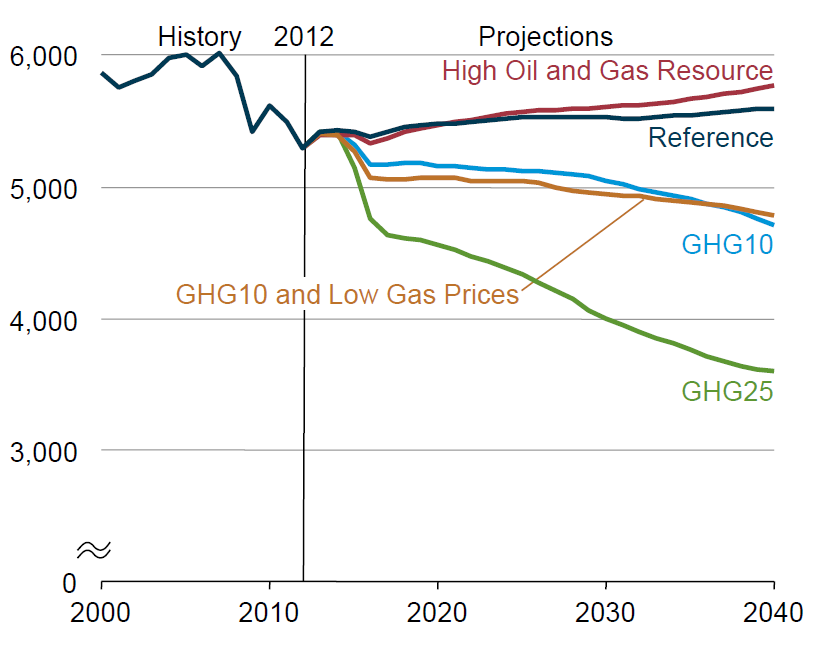 History 2012 Projections
6,000
High Oil and Gas Resource
Reference
5,000
GHG10
GHG10 and Low Gas Prices
4,000
GHG25
3,000
0
2000 2010 2020 2030 2040